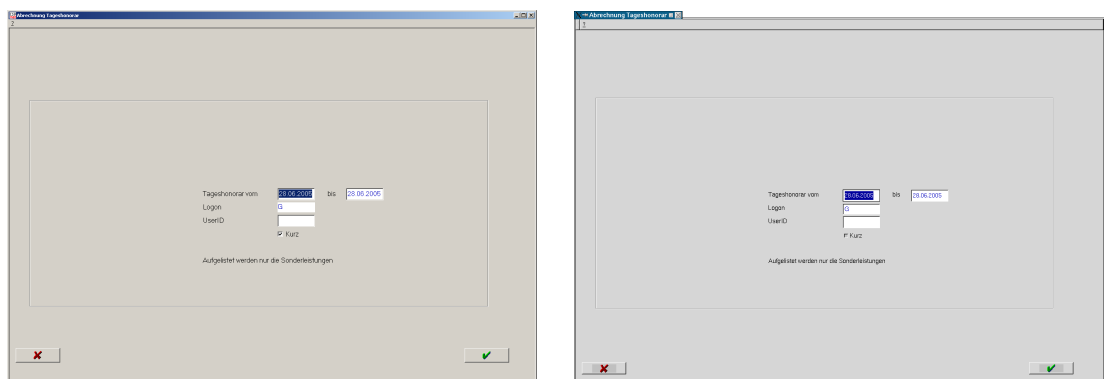 Abrechnung Tageshonorar
?
Tageshonorar vom 28.06.2005 bis 28.06.2005
Logon G
UserID
Kurz
Aufgelistet werden nur die Sonderleistungen
Abrechnung Tageshonorar
?
Tageshonorar vom 28.06.2005 bis 28.06.2005
Logon G
UserID
Kurz
Aufgelistet werden nur die Sonderleistungen